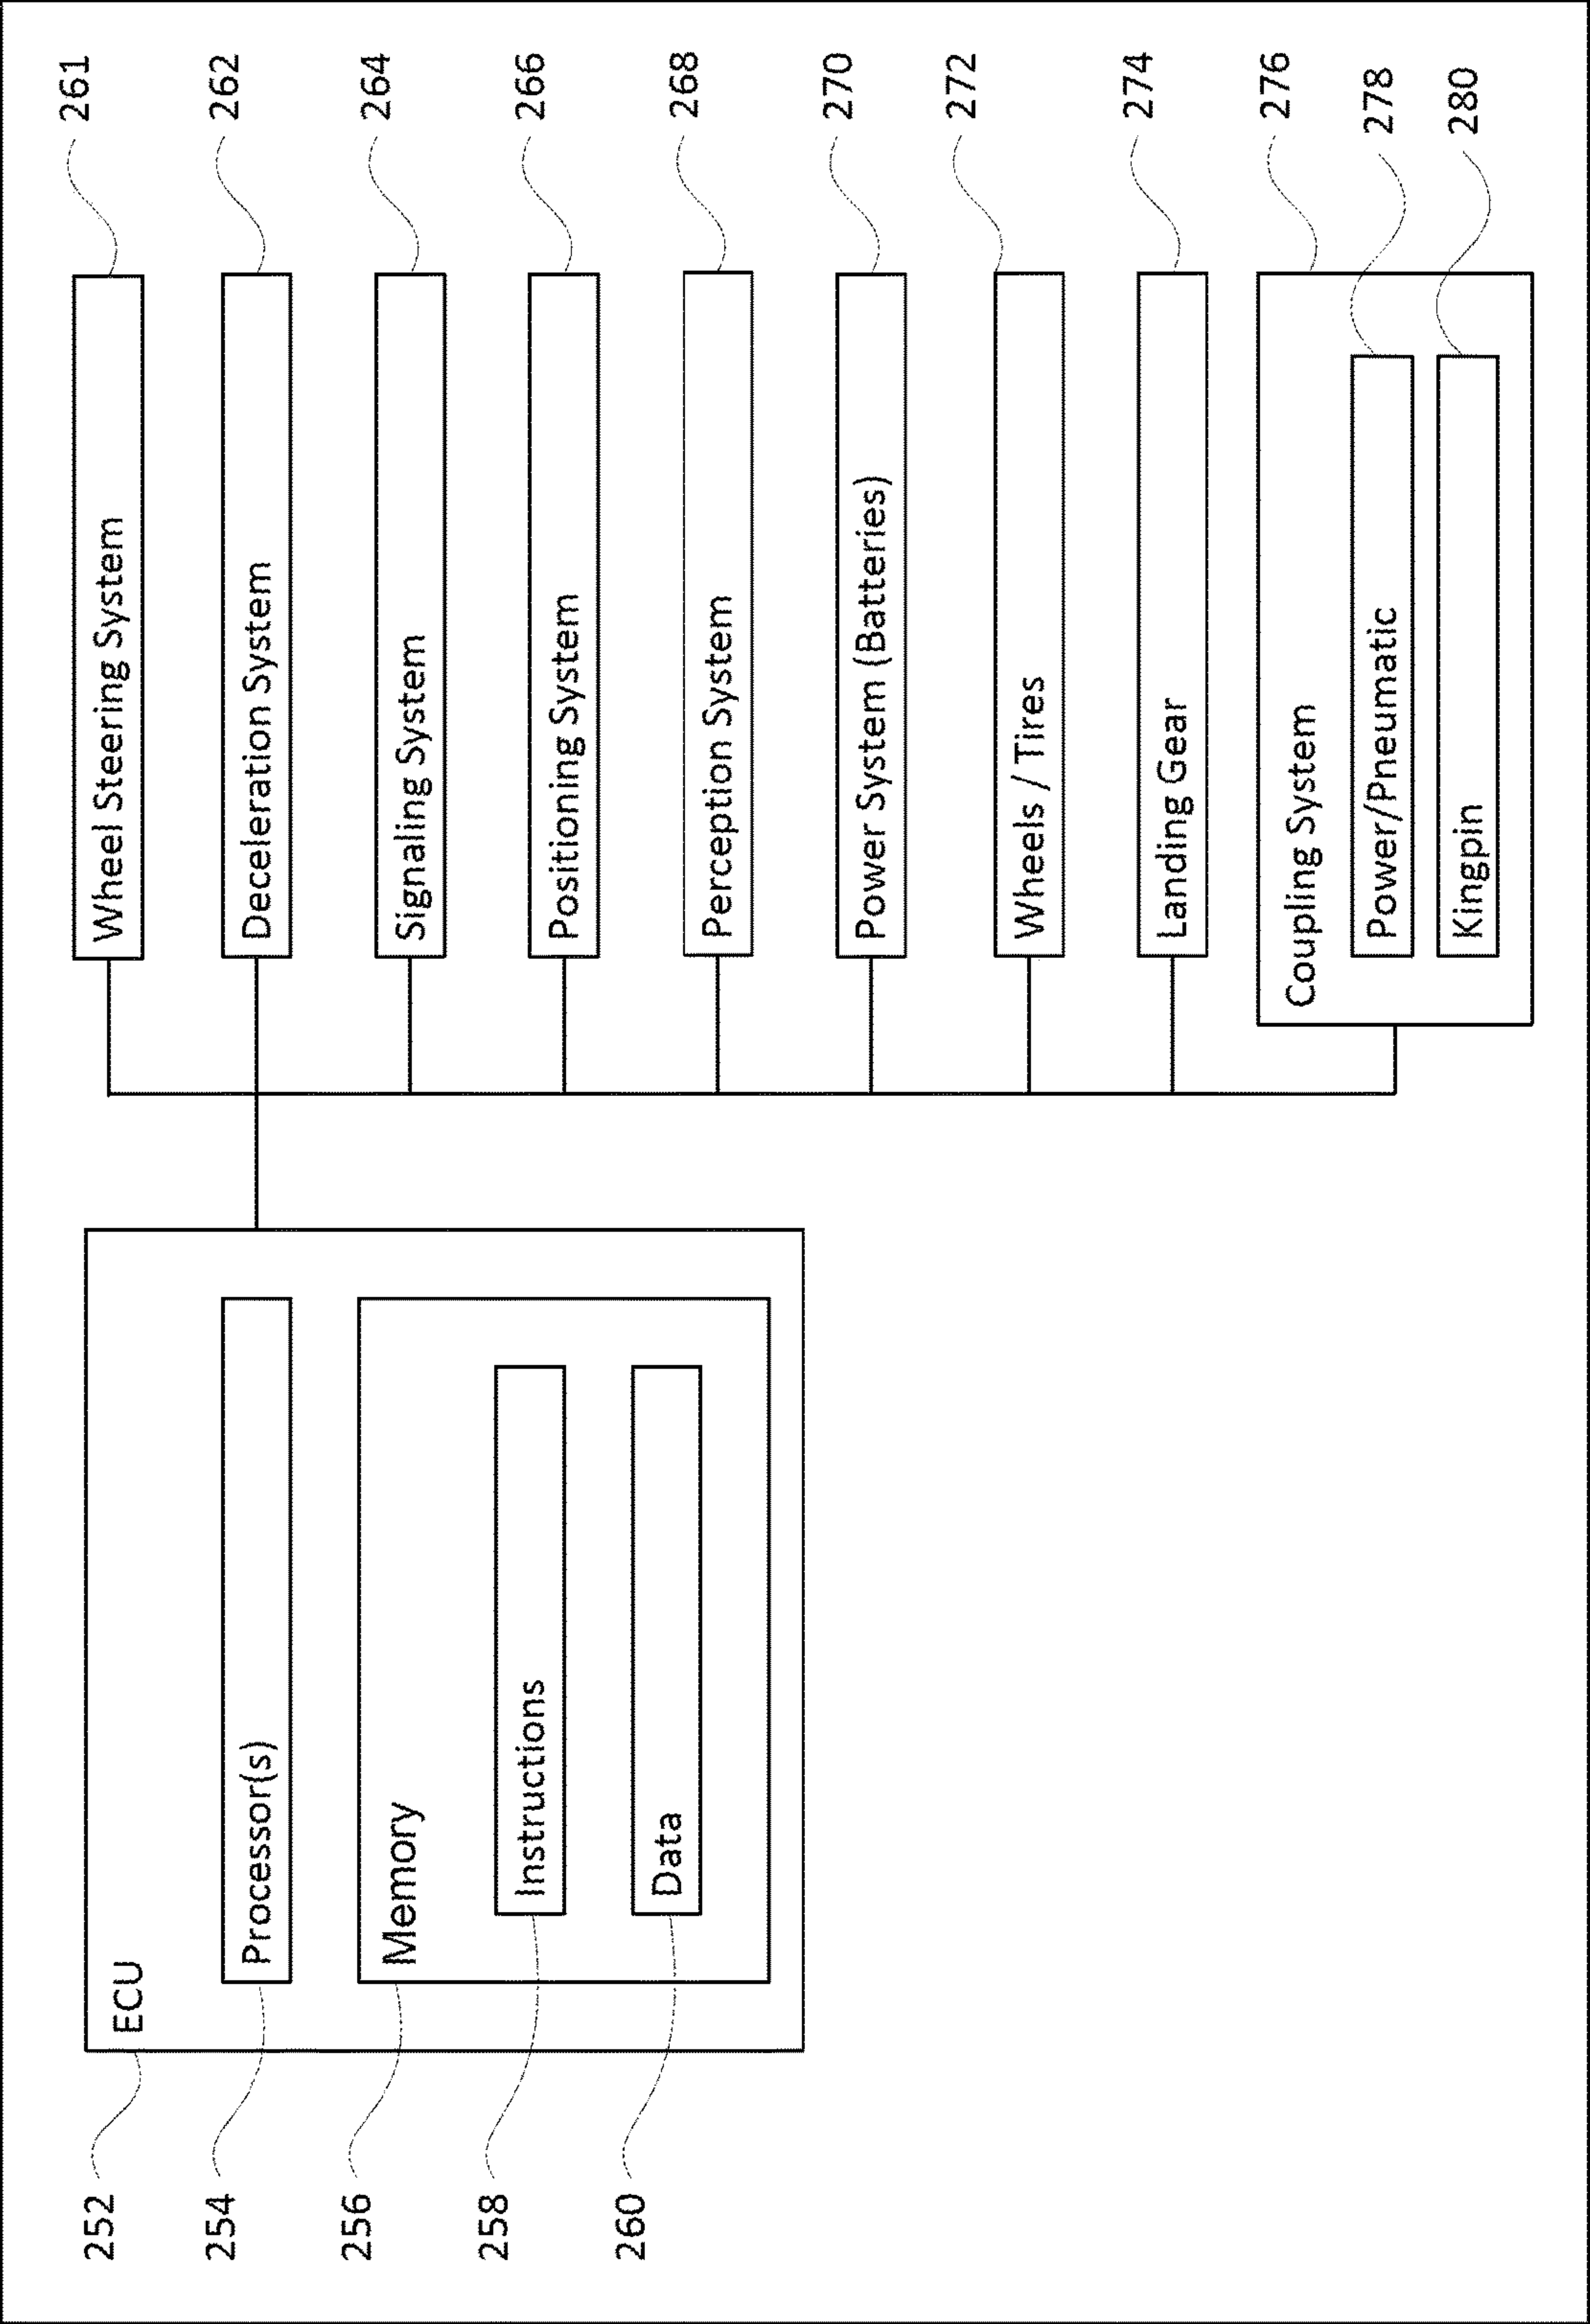 ECU
252
Processor(s)
254
Memory
256
Instructions
258
Data
260
Wheel Steering System
261
Deceleration System
262
Signaling System
264
Positioning System
266
Perception System
268
Power System (Batteries)
270
Wheels / Tires
272
Landing Gear
274
Coupling System
276
Power/Pneumatic
278
Kingpin
280